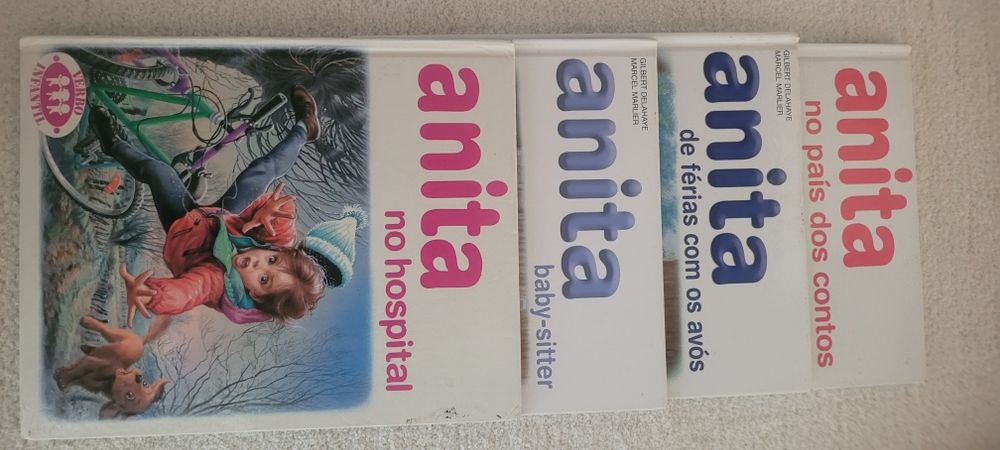 anita
no país dos contos
GILBERT DELAHAYE
MARCEL MARLIER
anita
de férias com os avós
GILBERT DELAHAYE
MARCEL MARLIER
anita
baby-sitter
anita
no hospital
VERBO
INFANTIL